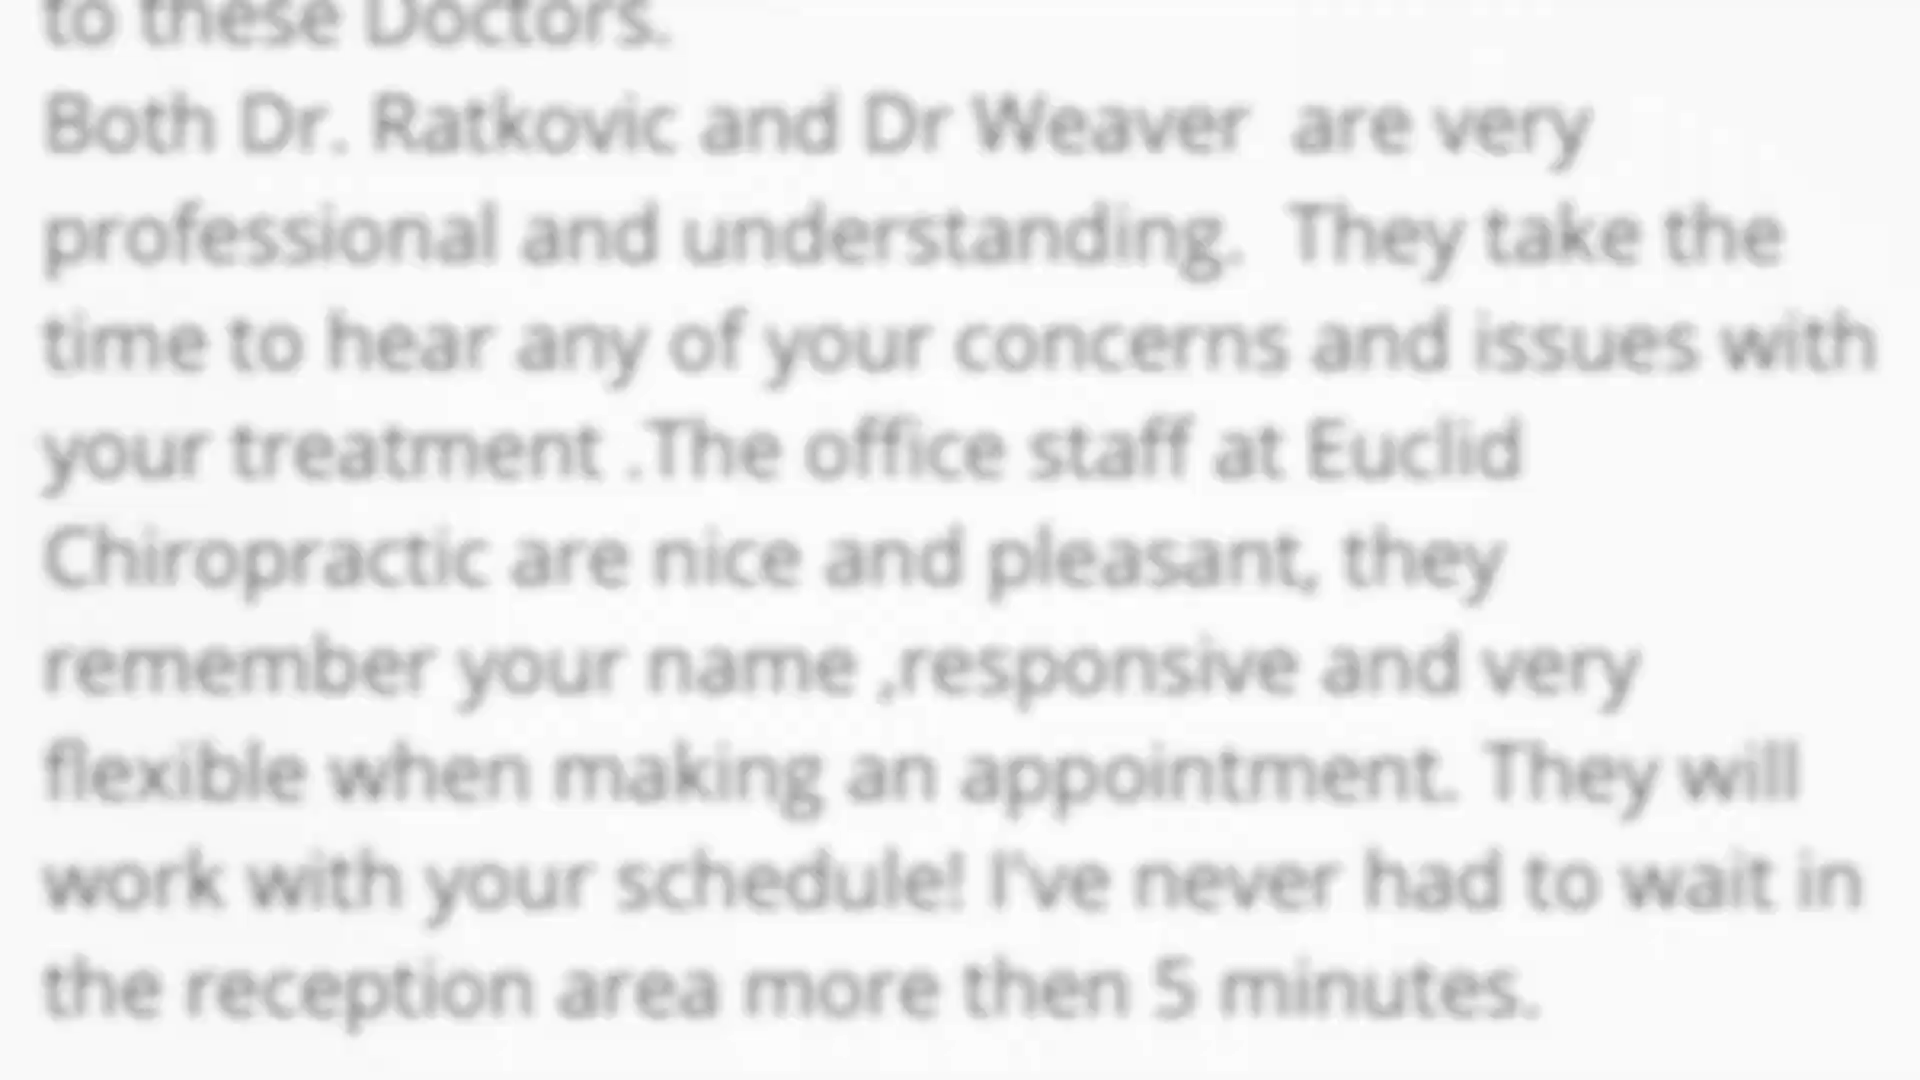 to these Doctors.
Both Dr. Ratkovic and Dr Weaver  are very
professional and understanding.  They take the
time to hear any of your concerns and issues with
your treatment .The office staff at Euclid
Chiropractic are nice and pleasant, they
remember your name ,responsive and very
flexible when making an appointment. They will
work with your schedule! I've never had to wait in
the reception area more then 5 minutes.